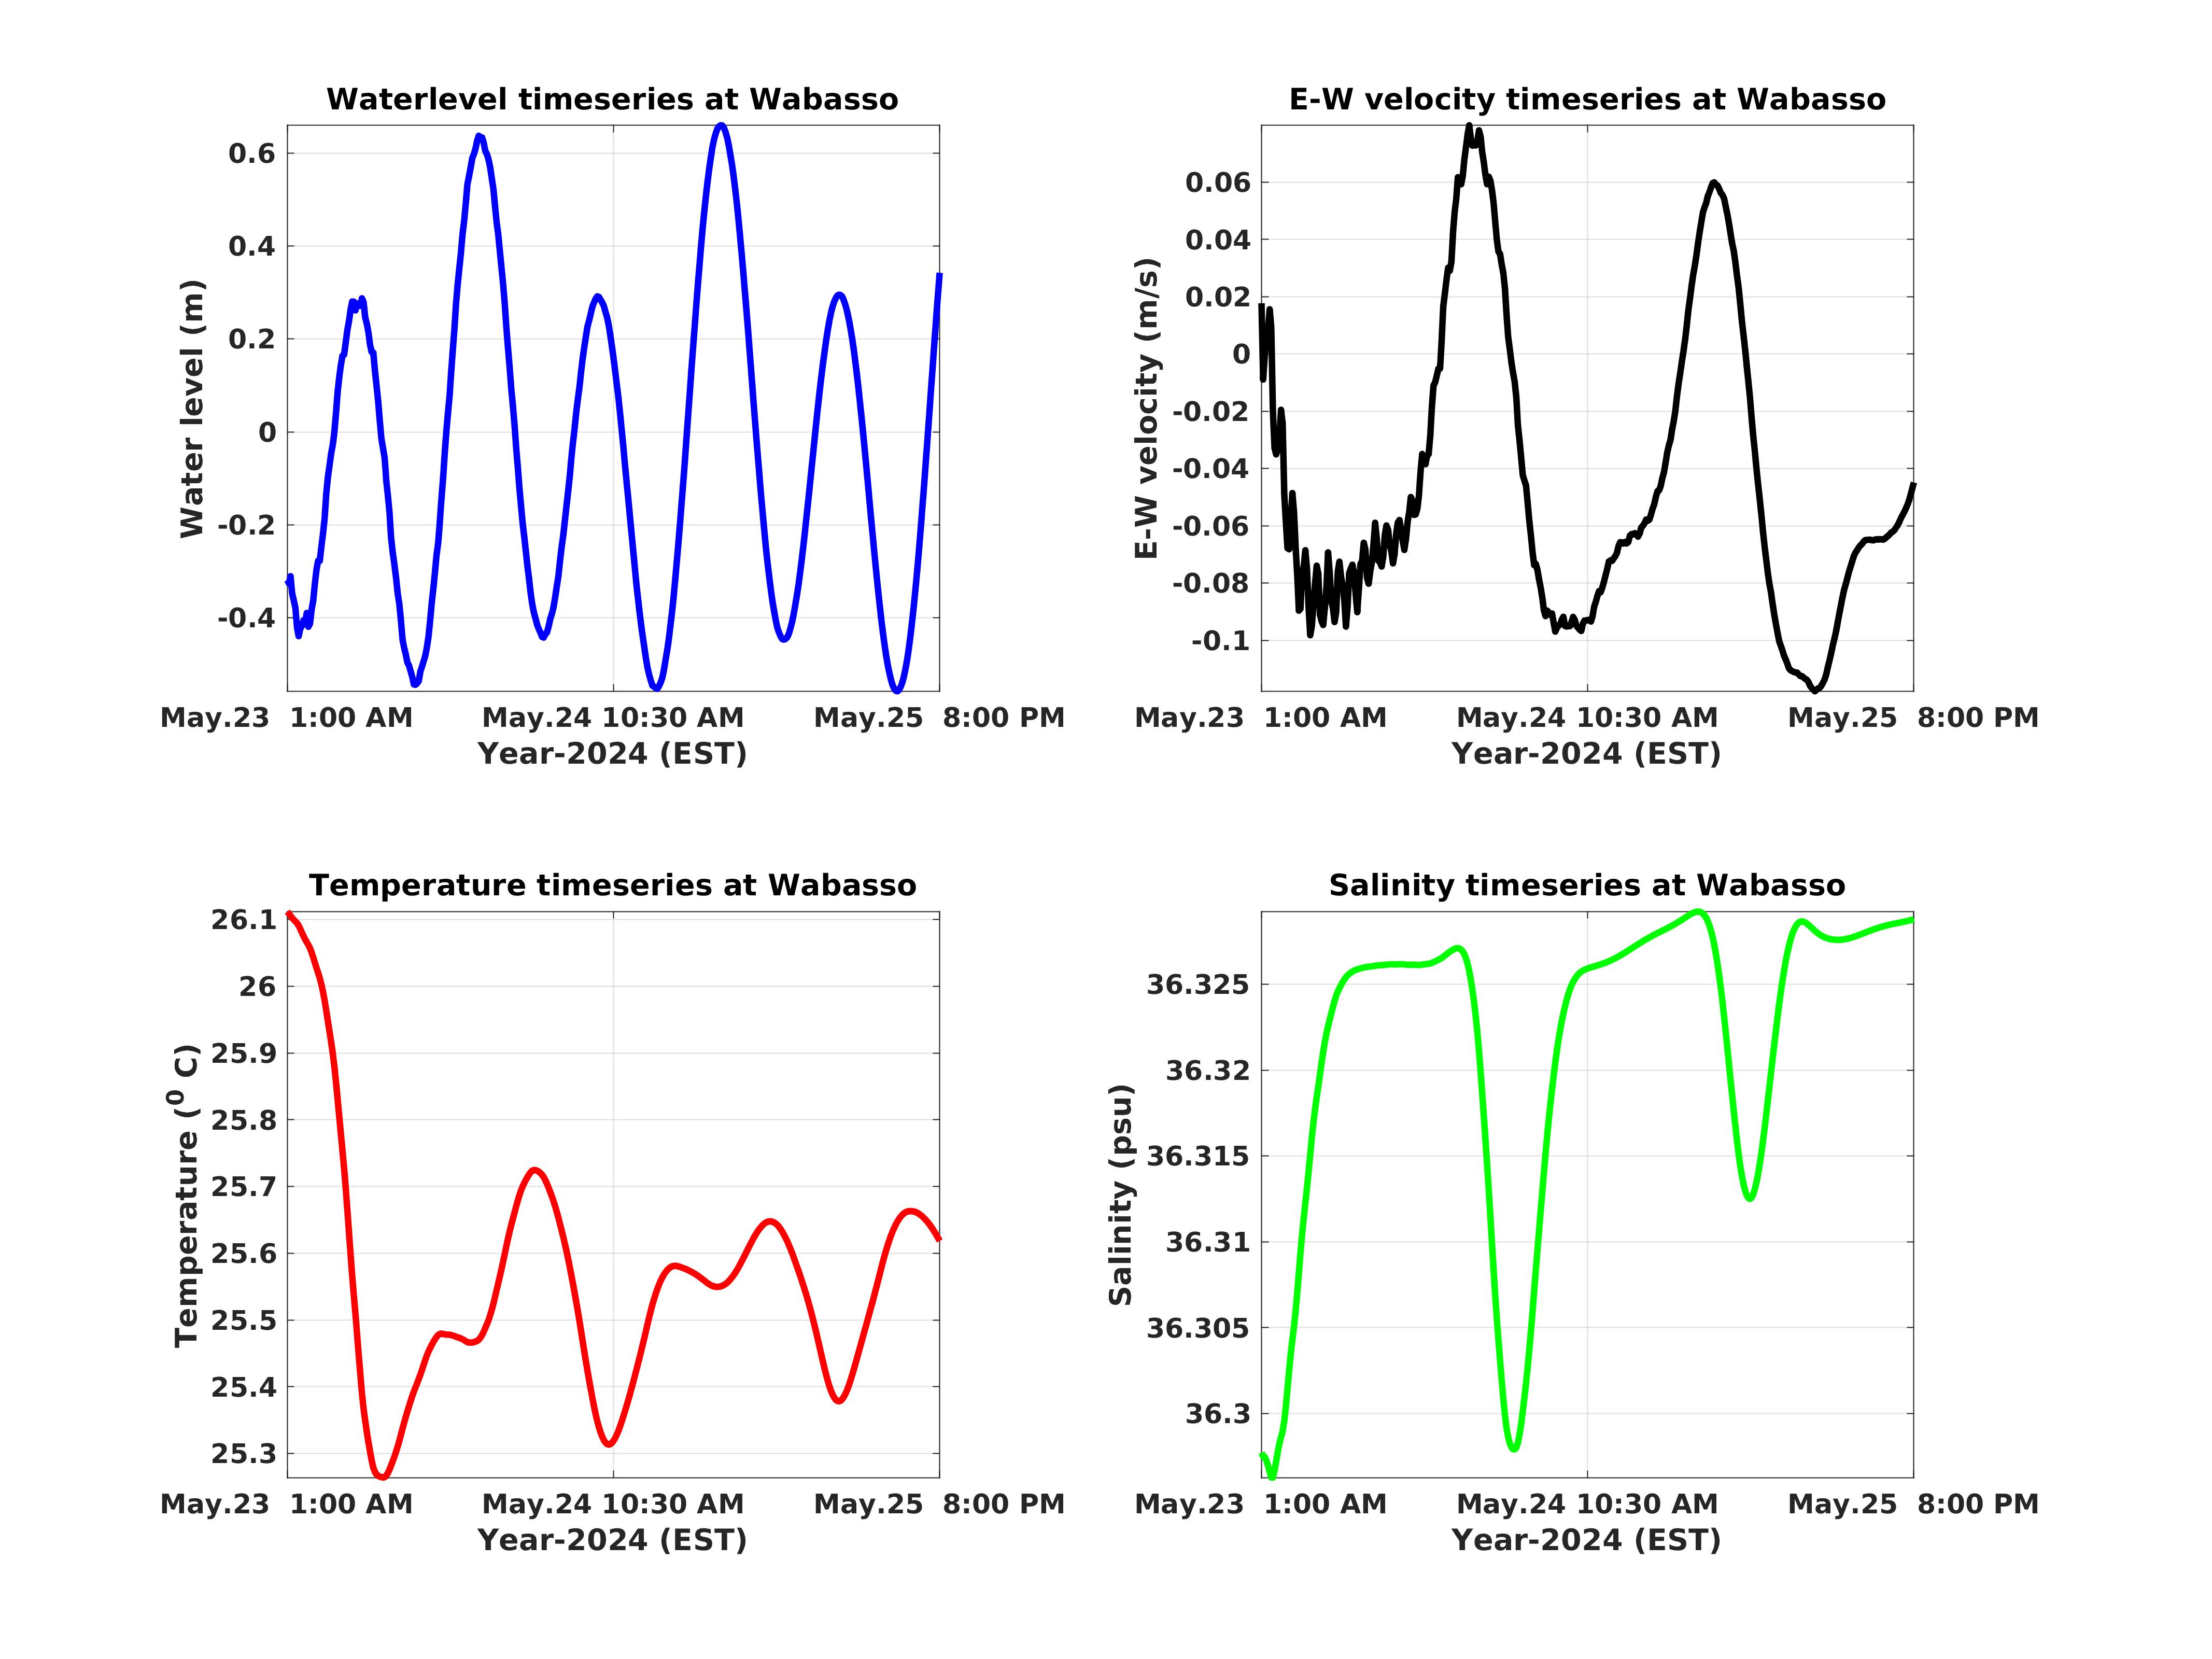 Waterlevel timeseries at Wabasso
Water level (m)
0.6
0.4
0.2
0
-0.2
-0.4
May.23 1:00 AM
May.24 10:30 AM
May.25 8:00 PM
Year-2024 (EST)
E-W velocity timeseries at Wabasso
E-W velocity (m/s)
0.06
0.04
0.02
0
-0.02
-0.04
-0.06
-0.08
-0.1
May.23 1:00 AM
May.24 10:30 AM
May.25 8:00 PM
Year-2024 (EST)
Temperature timeseries at Wabasso
Temperature (⁰ C)
26.1
26
25.9
25.8
25.7
25.6
25.5
25.4
25.3
May.23 1:00 AM
May.24 10:30 AM
May.25 8:00 PM
Year-2024 (EST)
Salinity timeseries at Wabasso
Salinity (psu)
36.325
36.32
36.315
36.31
36.305
36.3
May.23 1:00 AM
May.24 10:30 AM
May.25 8:00 PM
Year-2024 (EST)